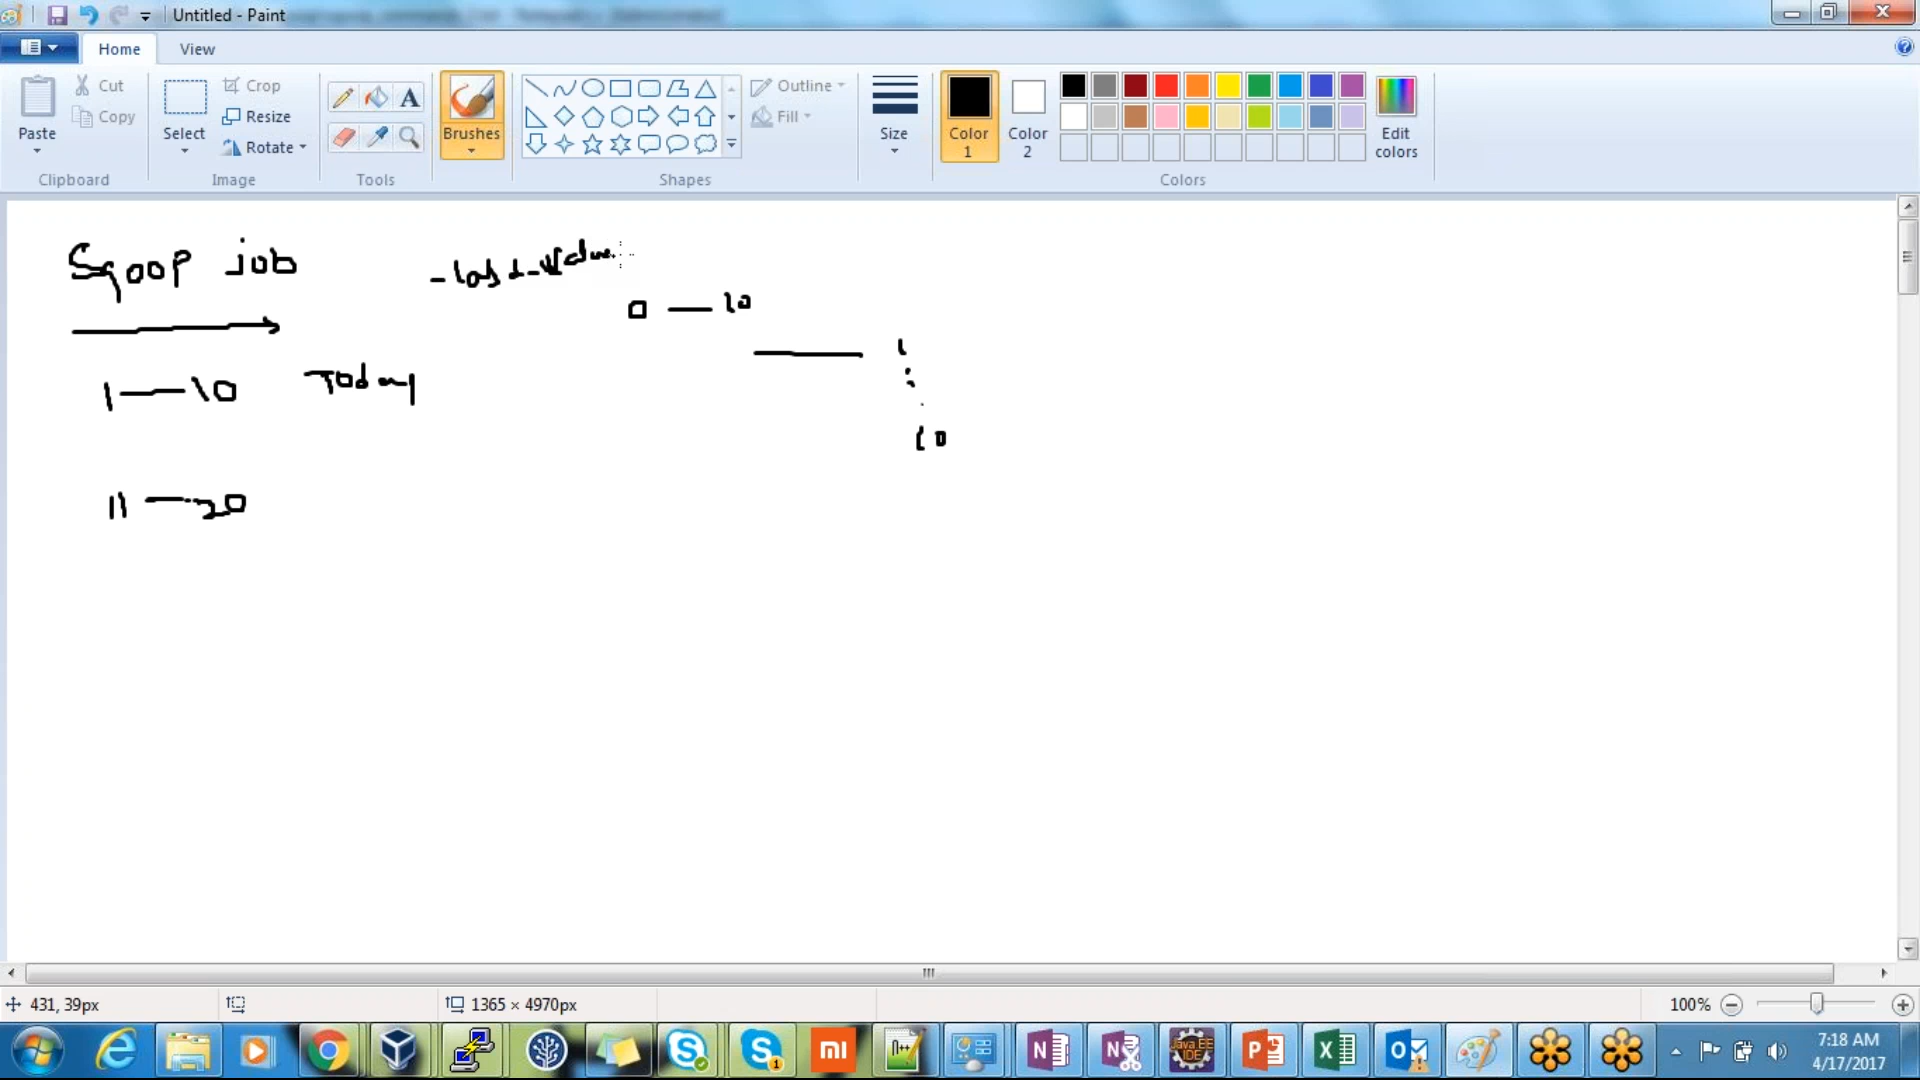 Untitled - Paint
Home View
Paste Cut Copy Select Crop Resize Rotate A Brushes Outline Fill Size Color 1 Color 2 Edit colors
Clipboard Image Tools Shapes Colors
Sqoop job
-last-value
0 — 10
1 — 10 Today
1
10
11 — 20
431, 39px 1365 × 4970px 100%
7:18 AM
4/17/2017